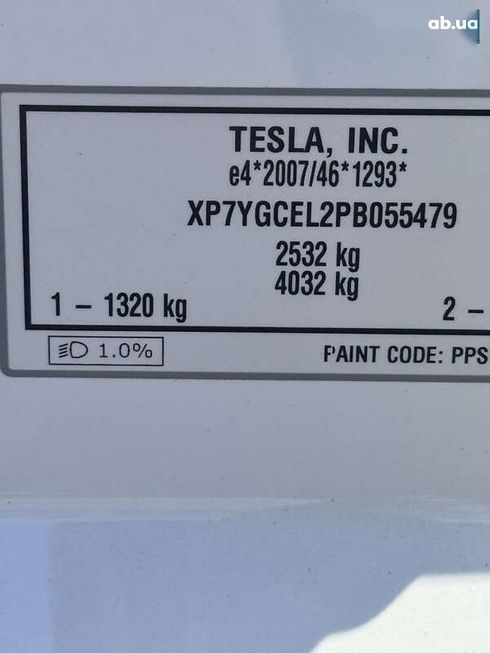 ab.ua
TESLA, INC.
e4*2007/46*1293*
XP7YGCEL2PB055479
2532 kg
4032 kg
1 – 1320 kg 2 –
1.0% PAINT CODE: PPS